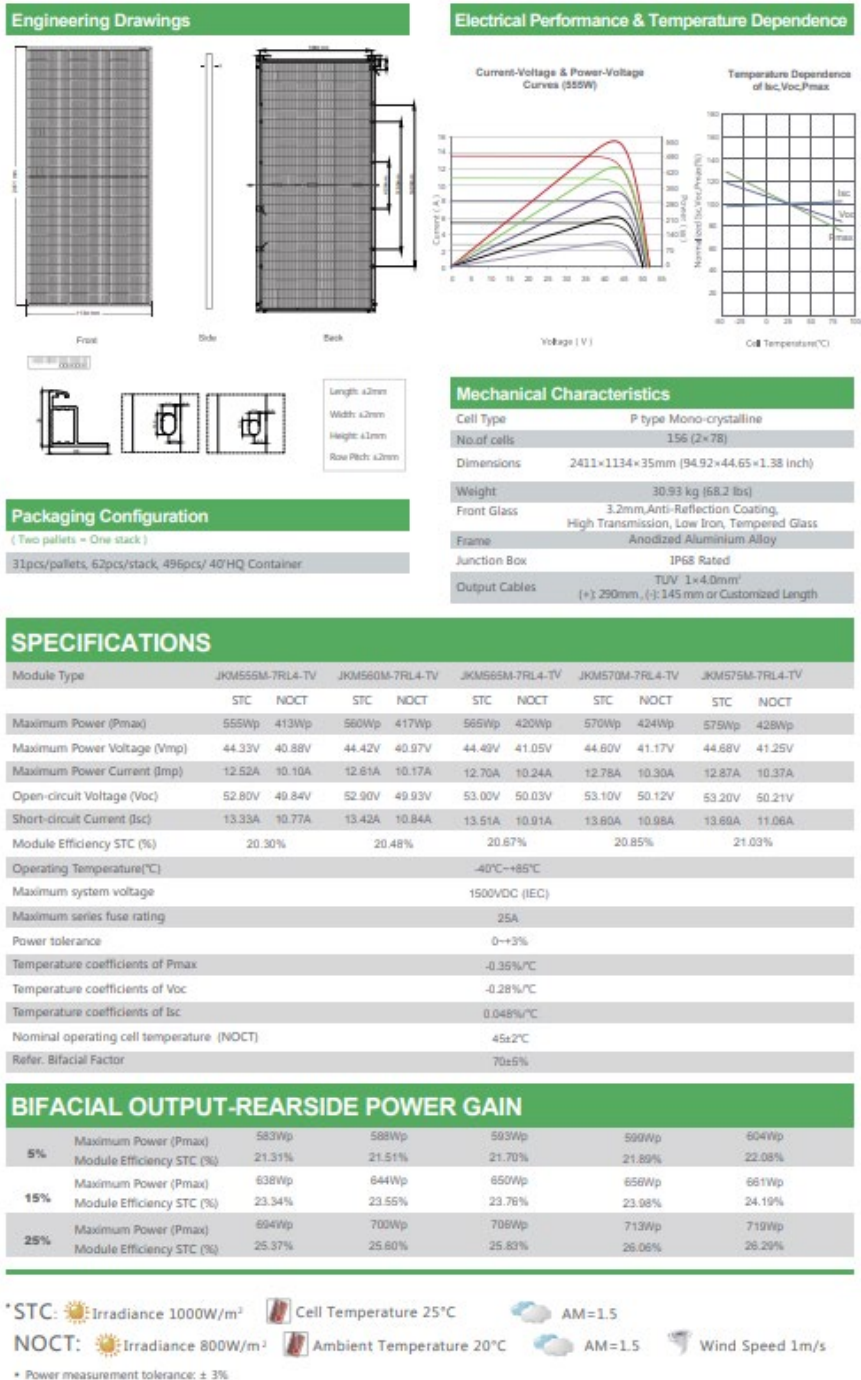 Engineering Drawings
Front
Side
Back
Length: ±2mm
Width: ±2mm
Height: ±1mm
Row Pitch: ±2mm
Packaging Configuration
( Two pallets = One stack )
31pcs/pallets, 62pcs/stack, 496pcs/ 40'HQ Container
Electrical Performance & Temperature Dependence
Current-Voltage & Power-Voltage
Curves (555W)
Current ( A )
Power ( W )
0 5 10 15 20 25 30 35 40 45 50 55
Voltage ( V )
Temperature Dependence
of Isc,Voc,Pmax
Normalized Isc,Voc,Pmax(%)
Isc
Voc
Pmax
Cell Temperature(°C)
Mechanical Characteristics
Cell Type P type Mono-crystalline
No.of cells 156 (2×78)
Dimensions 2411×1134×35mm (94.92×44.65×1.38 inch)
Weight 30.93 kg (68.2 lbs)
Front Glass 3.2mm,Anti-Reflection Coating,
High Transmission, Low Iron, Tempered Glass
Frame Anodized Aluminium Alloy
Junction Box IP68 Rated
Output Cables TUV 1×4.0mm²
(+): 290mm , (-): 145 mm or Customized Length
SPECIFICATIONS
Module Type JKM555M-7RL4-TV JKM560M-7RL4-TV JKM565M-7RL4-TV JKM570M-7RL4-TV JKM575M-7RL4-TV
STC NOCT STC NOCT STC NOCT STC NOCT STC NOCT
Maximum Power (Pmax) 555Wp 413Wp 560Wp 417Wp 565Wp 420Wp 570Wp 424Wp 575Wp 428Wp
Maximum Power Voltage (Vmp) 44.33V 40.88V 44.42V 40.97V 44.49V 41.05V 44.60V 41.17V 44.68V 41.25V
Maximum Power Current (Imp) 12.52A 10.10A 12.61A 10.17A 12.70A 10.24A 12.78A 10.30A 12.87A 10.37A
Open-circuit Voltage (Voc) 52.80V 49.84V 52.90V 49.93V 53.00V 50.03V 53.10V 50.12V 53.20V 50.21V
Short-circuit Current (Isc) 13.33A 10.77A 13.42A 10.84A 13.51A 10.91A 13.60A 10.98A 13.69A 11.06A
Module Efficiency STC (%) 20.30% 20.48% 20.67% 20.85% 21.03%
Operating Temperature(°C) -40°C~+85°C
Maximum system voltage 1500VDC (IEC)
Maximum series fuse rating 25A
Power tolerance 0~+3%
Temperature coefficients of Pmax -0.35%/°C
Temperature coefficients of Voc -0.28%/°C
Temperature coefficients of Isc 0.048%/°C
Nominal operating cell temperature (NOCT) 45±2°C
Refer. Bifacial Factor 70±5%
BIFACIAL OUTPUT-REARSIDE POWER GAIN
5% Maximum Power (Pmax) 583Wp 588Wp 593Wp 599Wp 604Wp
Module Efficiency STC (%) 21.31% 21.51% 21.70% 21.89% 22.08%
15% Maximum Power (Pmax) 638Wp 644Wp 650Wp 656Wp 661Wp
Module Efficiency STC (%) 23.34% 23.55% 23.76% 23.98% 24.19%
25% Maximum Power (Pmax) 694Wp 700Wp 706Wp 713Wp 719Wp
Module Efficiency STC (%) 25.37% 25.60% 25.83% 26.06% 26.29%
*STC: Irradiance 1000W/m² Cell Temperature 25°C AM=1.5
NOCT: Irradiance 800W/m² Ambient Temperature 20°C AM=1.5 Wind Speed 1m/s
* Power measurement tolerance: ± 3%